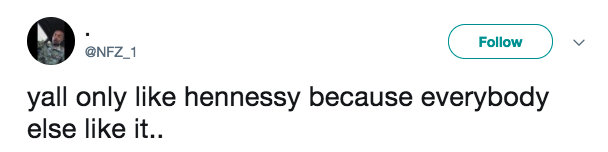 .
@NFZ_1
Follow
yall only like hennessy because everybody
else like it..